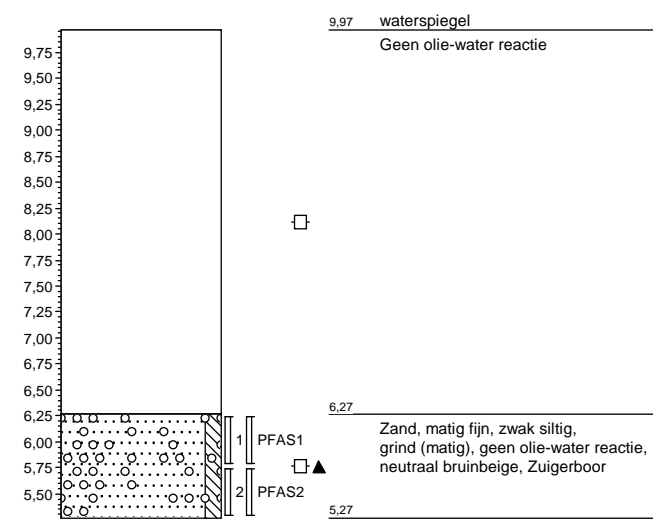 9,97 waterspiegel
Geen olie-water reactie
9,75
9,50
9,25
9,00
8,75
8,50
8,25
8,00
7,75
7,50
7,25
7,00
6,75
6,50
6,27
6,25
Zand, matig fijn, zwak siltig,
1 PFAS1
6,00
grind (matig), geen olie-water reactie,
neutraal bruinbeige, Zuigerboor
5,75
2 PFAS2
5,50
5,27